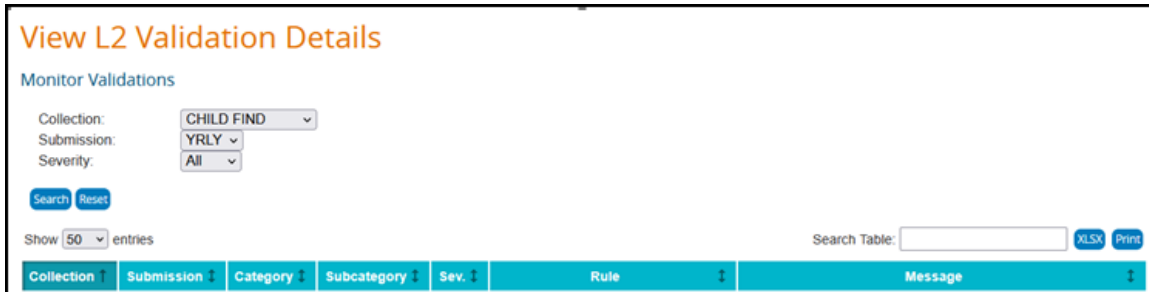 View L2 Validation Details
Monitor Validations
Collection: CHILD FIND
Submission: YRLY
Severity: All
Search Reset
Show 50 entries Search Table: XLSX Print
Collection Submission Category Subcategory Sev. Rule Message